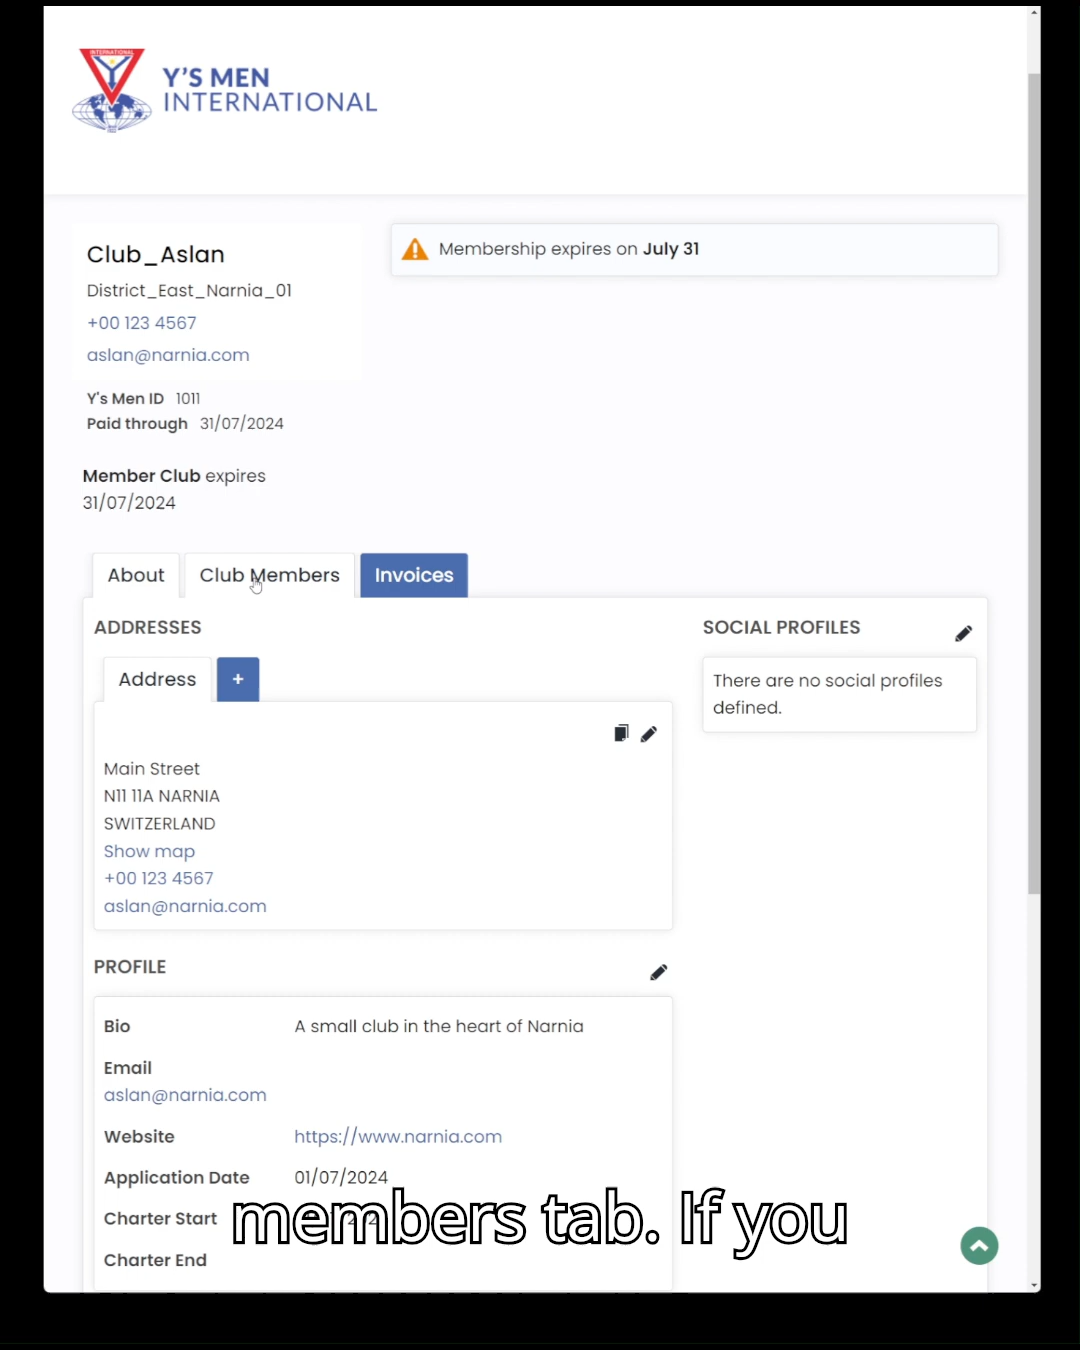 INTERNATIONAL
Y'S MEN
INTERNATIONAL
Club_Aslan
District_East_Narnia_01
+00 123 4567
aslan@narnia.com
Y's Men ID 1011
Paid through 31/07/2024
Member Club expires
31/07/2024
Membership expires on July 31
About
Club Members
Invoices
ADDRESSES
Address
+
Main Street
N11 11A NARNIA
SWITZERLAND
Show map
+00 123 4567
aslan@narnia.com
SOCIAL PROFILES
There are no social profiles
defined.
PROFILE
Bio A small club in the heart of Narnia
Email
aslan@narnia.com
Website https://www.narnia.com
Application Date 01/07/2024
Charter Start
Charter End
members tab. If you